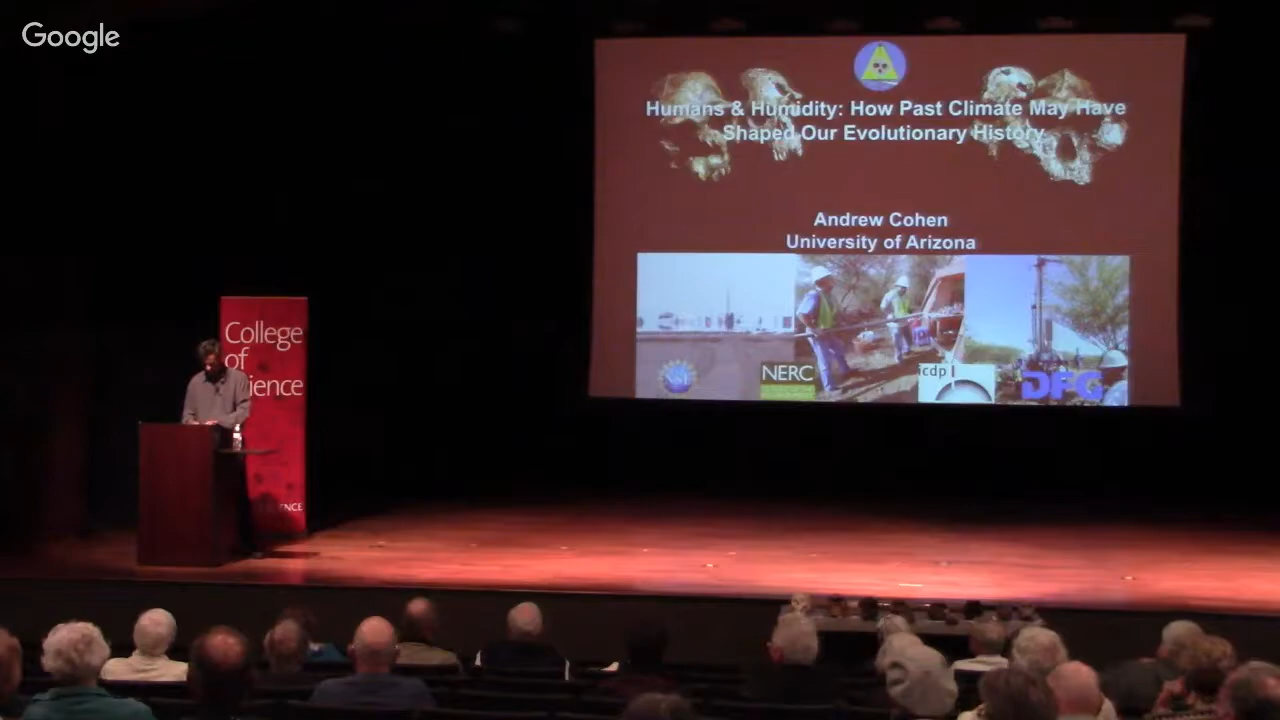 Google
Humans & Humidity: How Past Climate May Have
Shaped Our Evolutionary History
Andrew Cohen
University of Arizona
NERC
icdp
DFG
College
of
ience
ENCE